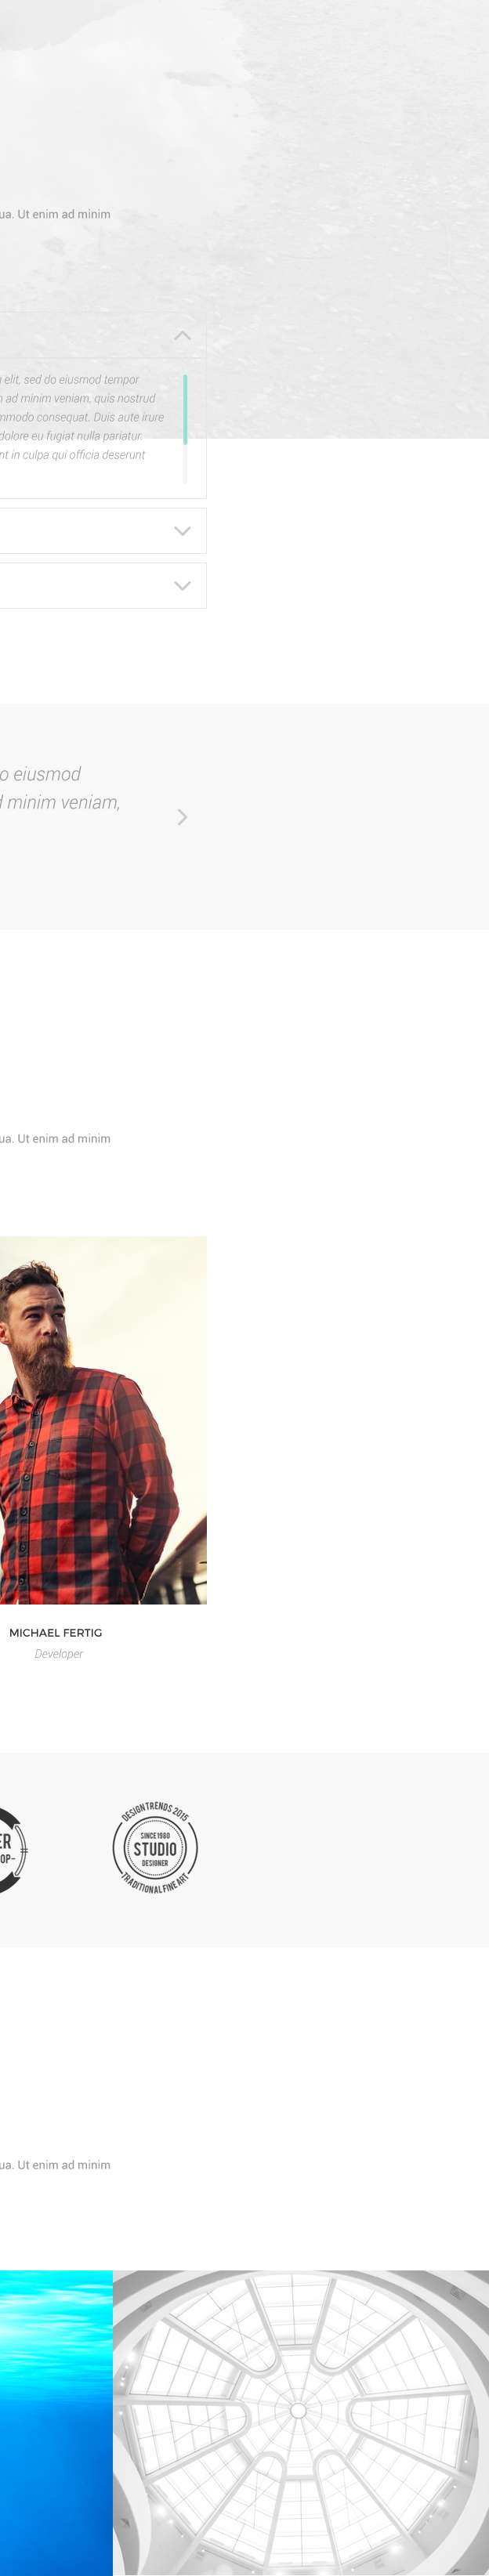 ua. Ut enim ad minim
elit, sed do eiusmod tempor
ad minim veniam, quis nostrud
mmodo consequat. Duis aute irure
dolore eu fugiat nulla pariatur.
nt in culpa qui officia deserunt
o eiusmod
d minim veniam,
ua. Ut enim ad minim
MICHAEL FERTIG
Developer
ER
OP-
DESIGN TRENDS 2015
SINCE 1980
STUDIO
DESIGNER
TRADITIONAL FINE ART
ua. Ut enim ad minim